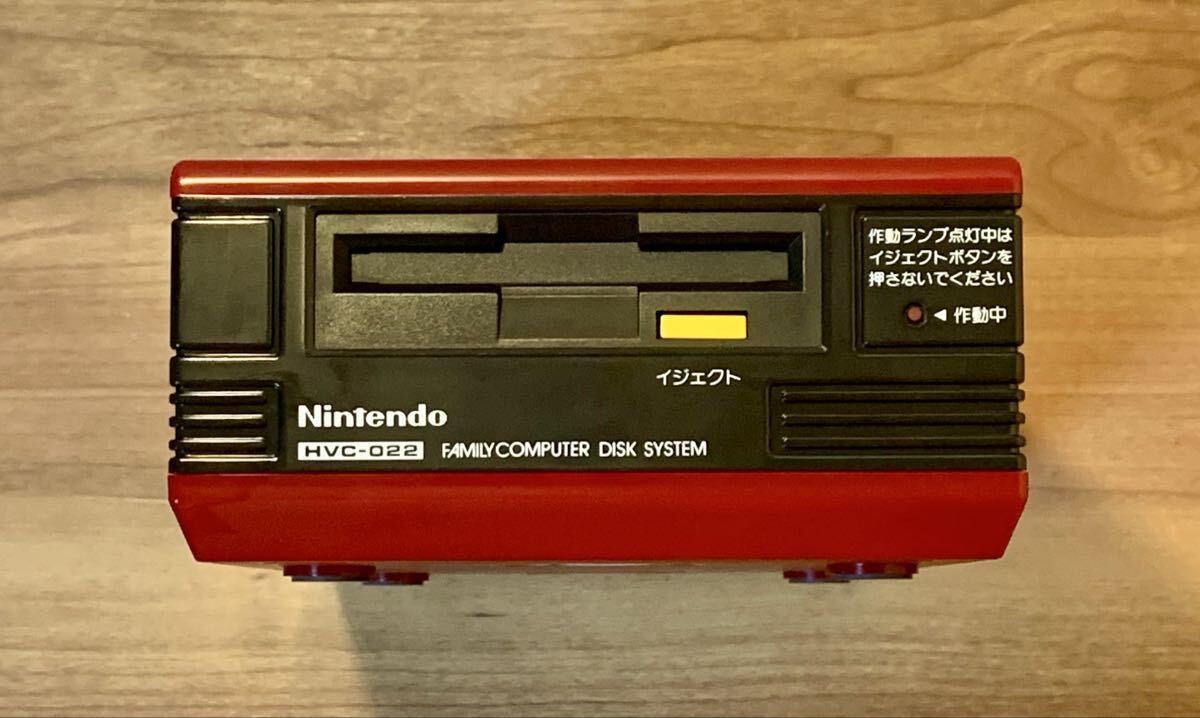 作動ランプ点灯中は
イジェクトボタンを
押さないでください
◀ 作動中
イジェクト
Nintendo
HVC-022 FAMILY COMPUTER DISK SYSTEM